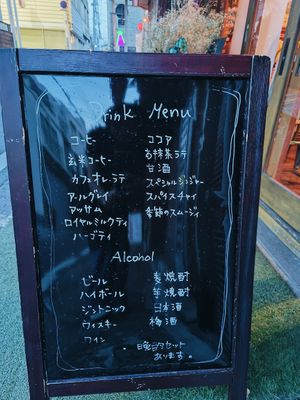 Drink Menu
コーヒー
玄米コーヒー
カフェオレ、ラテ
アールグレイ
アッサム
ロイヤルミルクティ
ハーブティ
ココア
お抹茶ラテ
甘酒
スペシャルジンジャー
スパイスチャイ
季節のスムージィ
Alcohol
ビール
ハイボール
ジントニック
ウィスキー
ワイン
麦焼酎
芋焼酎
日本酒
梅酒
・晩酌セット
あります。